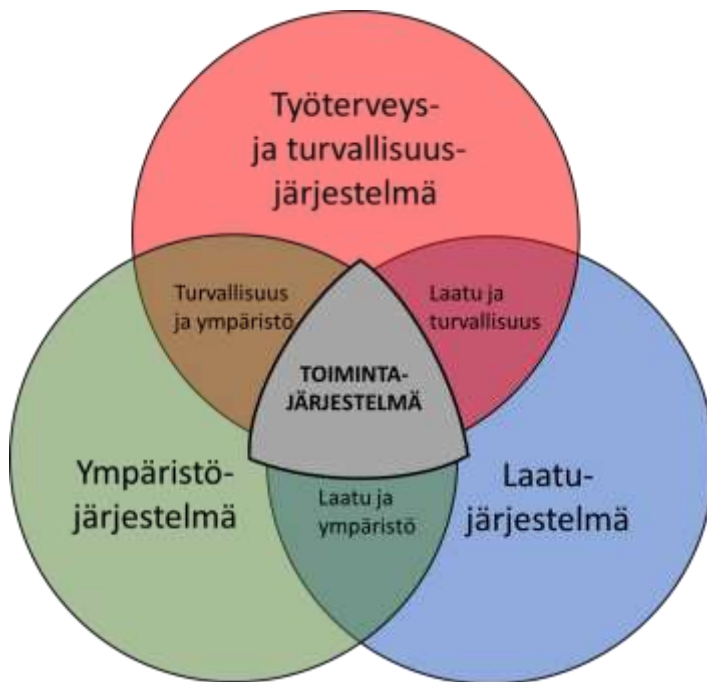 Työterveys-
ja turvallisuus-
järjestelmä
Turvallisuus
ja ympäristö
Laatu ja
turvallisuus
TOIMINTA-
JÄRJESTELMÄ
Ympäristö-
järjestelmä
Laatu ja
ympäristö
Laatu-
järjestelmä